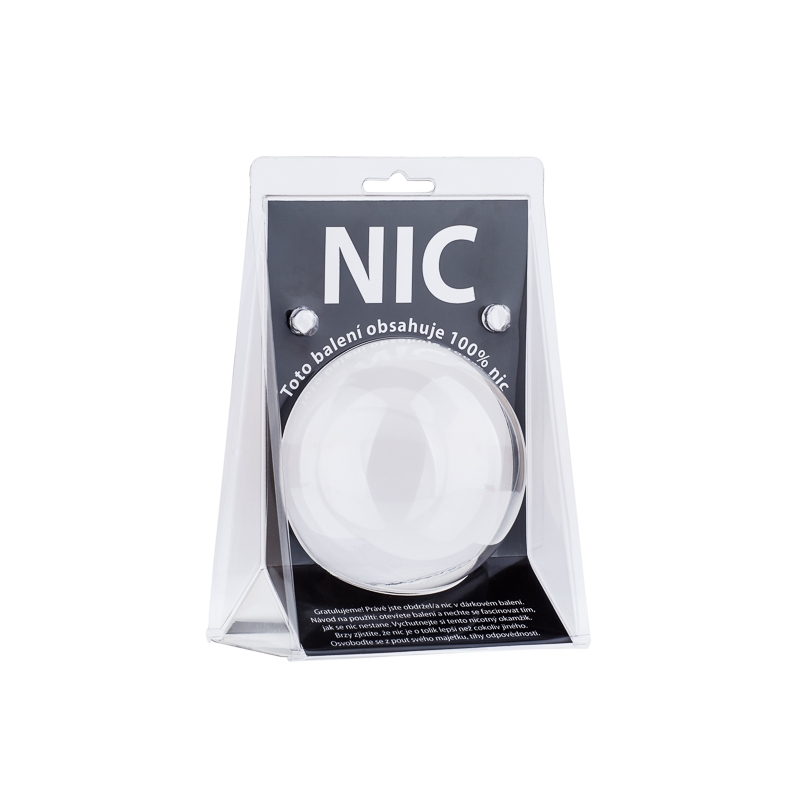 NIC
Toto balení obsahuje 100% nic
Gratulujeme! Právě jste obdržel/a nic v dárkovém balení.
Návod na použití: otevřete balení a nechte se fascinovat tím,
jak se nic nestane. Vychutnejte si tento nicotný okamžik.
Brzy zjistíte, že nic je o tolik lepší než cokoliv jiného.
Osvoboďte se z pout svého majetku, tíhy odpovědnosti.